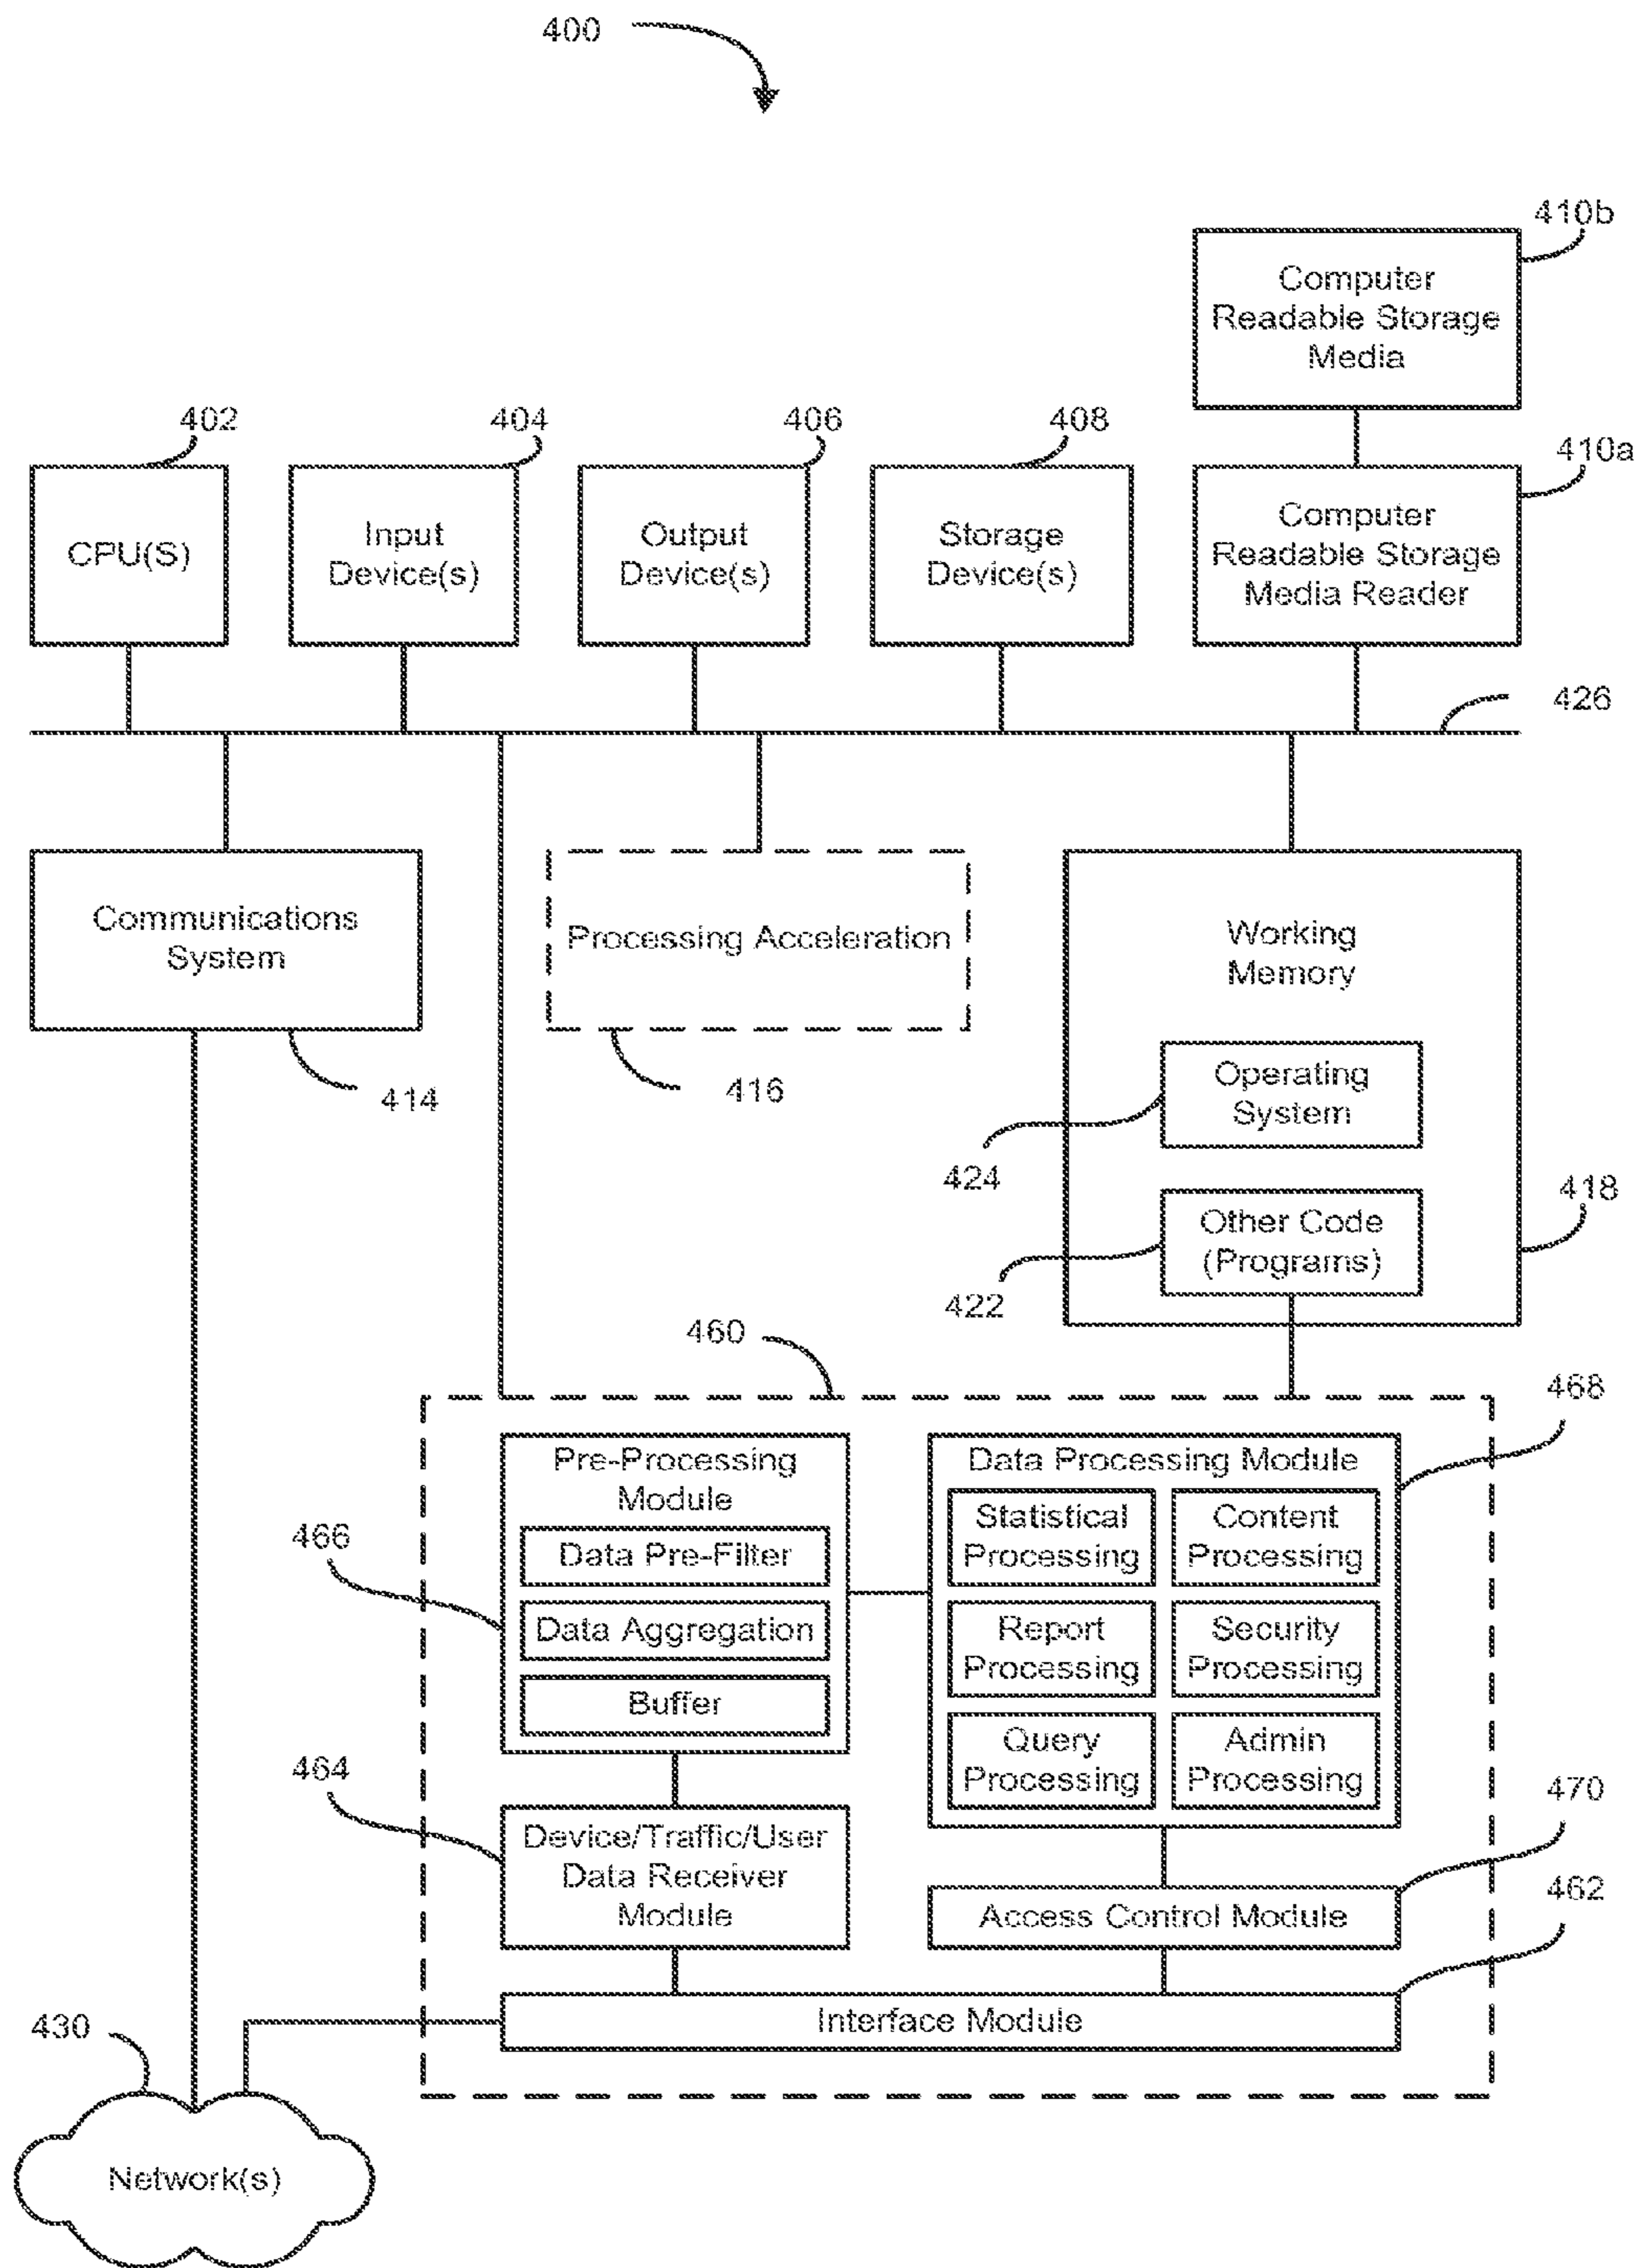 400
410b
Computer
Readable Storage
Media
402
404
406
408
410a
CPU(S)
Input
Device(s)
Output
Device(s)
Storage
Device(s)
Computer
Readable Storage
Media Reader
426
Communications
System
414
Processing Acceleration
416
Working
Memory
Operating
System
424
Other Code
(Programs)
422
418
460
468
Pre-Processing
Module
466
Data Pre-Filter
Data Aggregation
Buffer
Data Processing Module
Statistical
Processing
Content
Processing
Report
Processing
Security
Processing
Query
Processing
Admin
Processing
464
Device/Traffic/User
Data Receiver
Module
470
Access Control Module
462
Interface Module
430
Network(s)